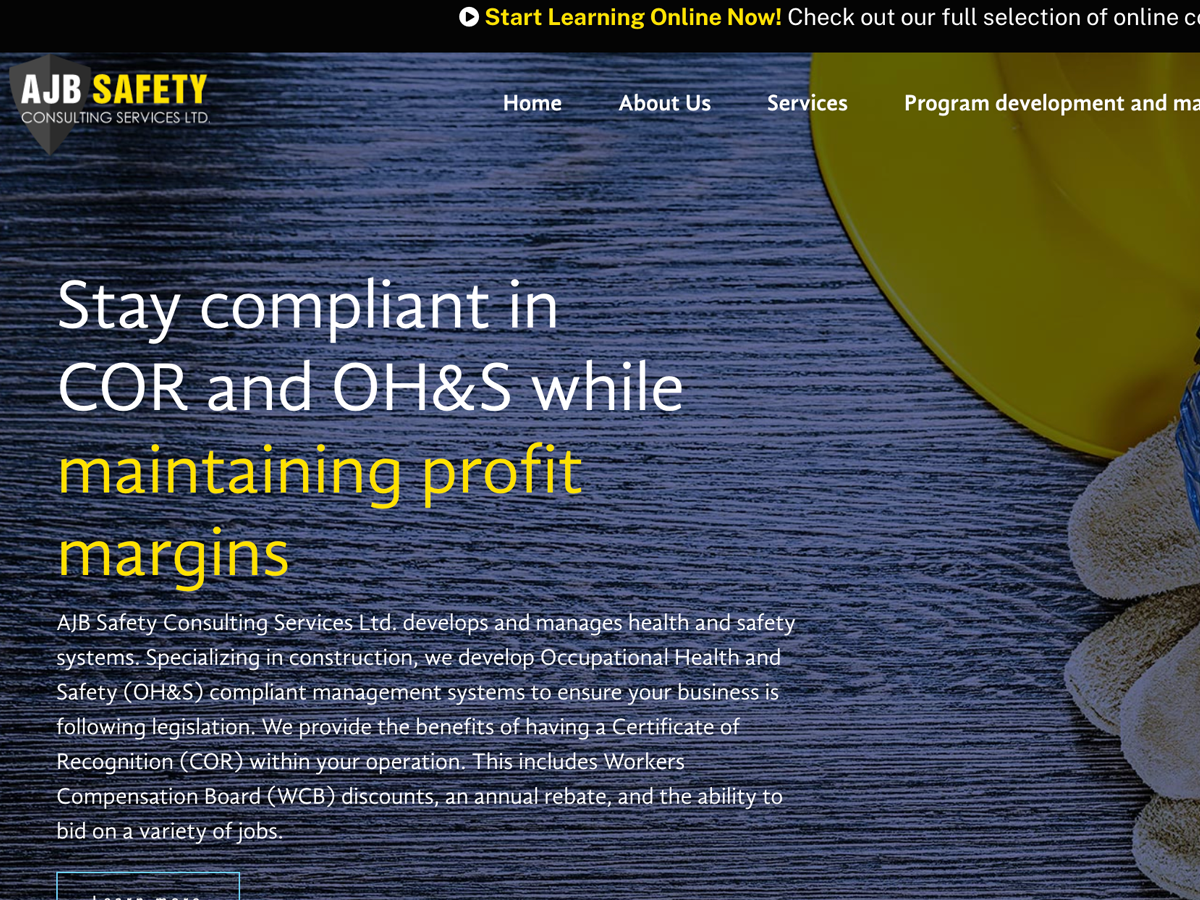 Start Learning Online Now! Check out our full selection of online
AJB SAFETY
CONSULTING SERVICES LTD.
Home About Us Services Program development and
Stay compliant in
COR and OH&S while
maintaining profit
margins
AJB Safety Consulting Services Ltd. develops and manages health and safety
systems. Specializing in construction, we develop Occupational Health and
Safety (OH&S) compliant management systems to ensure your business is
following legislation. We provide the benefits of having a Certificate of
Recognition (COR) within your operation. This includes Workers
Compensation Board (WCB) discounts, an annual rebate, and the ability to
bid on a variety of jobs.
Learn more